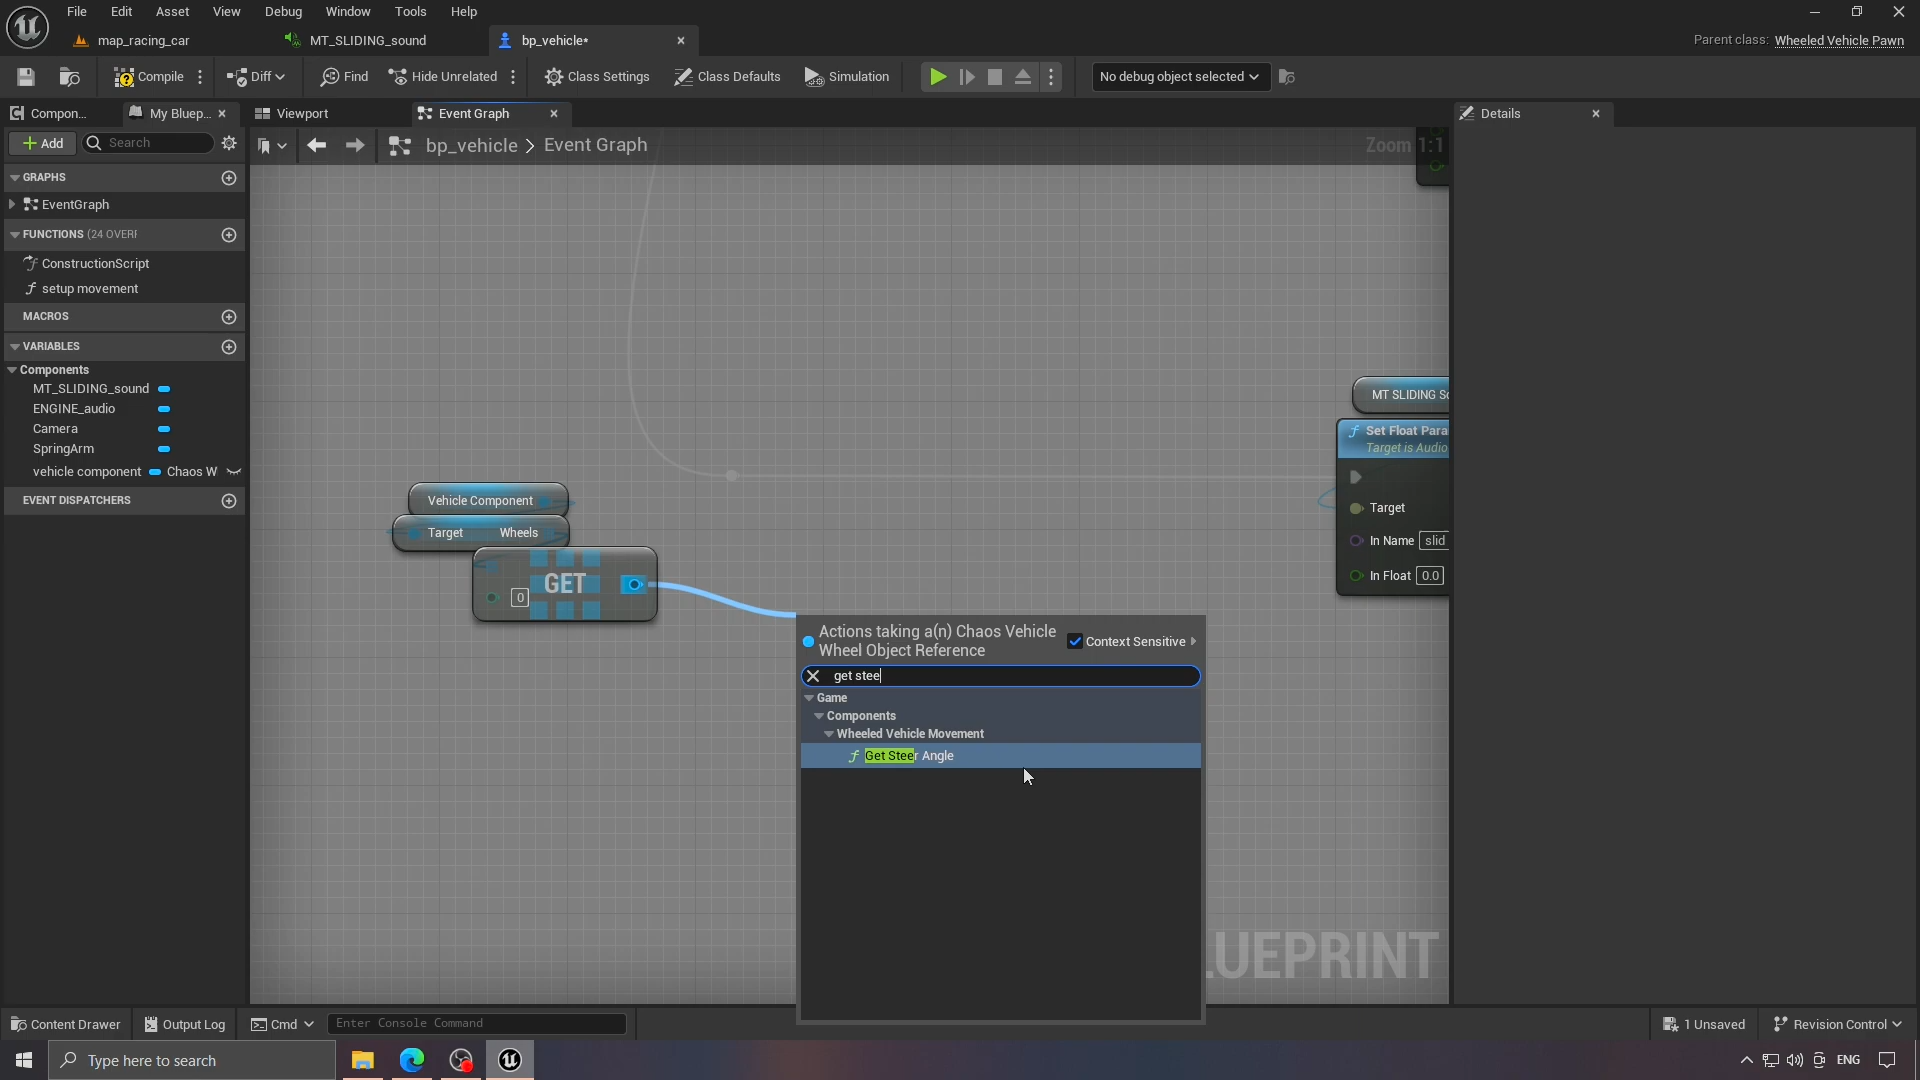 File Edit Asset View Debug Window Tools Help
map_racing_car MT_SLIDING_sound bp_vehicle*
Parent class: Wheeled Vehicle Pawn
Compile Diff Find Hide Unrelated Class Settings Class Defaults Simulation No debug object selected
Compon... My Bluep... Viewport Event Graph Details
Add Search bp_vehicle > Event Graph Zoom 1:1
GRAPHS
EventGraph
FUNCTIONS (24 OVERF
ConstructionScript
setup movement
MACROS
VARIABLES
Components
MT_SLIDING_sound
ENGINE_audio
Camera
SpringArm
vehicle component Chaos W
EVENT DISPATCHERS
Vehicle Component
Target Wheels
GET
0
MT SLIDING So
Set Float Para
Target is Audio
Target
In Name slid
In Float 0.0
Actions taking a(n) Chaos Vehicle
Wheel Object Reference
Context Sensitive
get stee
Game
Components
Wheeled Vehicle Movement
Get Steer Angle
LUEPRINT
Content Drawer Output Log Cmd Enter Console Command 1 Unsaved Revision Control
Type here to search ENG